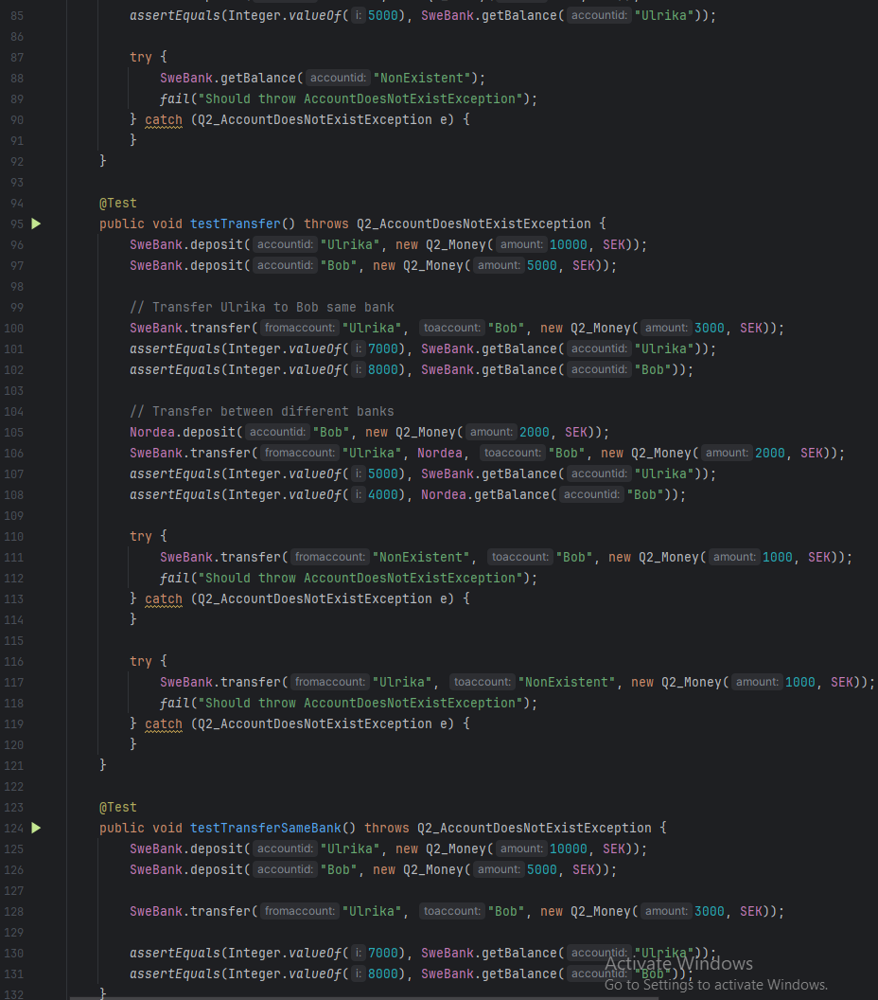 85 assertEquals(Integer.valueOf( i: 5000), SweBank.getBalance( accountid: "Ulrika"));
86
87 try {
88 SweBank.getBalance( accountid: "NonExistent");
89 fail("Should throw AccountDoesNotExistException");
90 } catch (Q2_AccountDoesNotExistException e) {
91 }
92 }
93
94 @Test
95 public void testTransfer() throws Q2_AccountDoesNotExistException {
96 SweBank.deposit( accountid: "Ulrika", new Q2_Money( amount: 10000, SEK));
97 SweBank.deposit( accountid: "Bob", new Q2_Money( amount: 5000, SEK));
98
99 // Transfer Ulrika to Bob same bank
100 SweBank.transfer( fromaccount: "Ulrika", toaccount: "Bob", new Q2_Money( amount: 3000, SEK));
101 assertEquals(Integer.valueOf( i: 7000), SweBank.getBalance( accountid: "Ulrika"));
102 assertEquals(Integer.valueOf( i: 8000), SweBank.getBalance( accountid: "Bob"));
103
104 // Transfer between different banks
105 Nordea.deposit( accountid: "Bob", new Q2_Money( amount: 2000, SEK));
106 SweBank.transfer( fromaccount: "Ulrika", Nordea, toaccount: "Bob", new Q2_Money( amount: 2000, SEK));
107 assertEquals(Integer.valueOf( i: 5000), SweBank.getBalance( accountid: "Ulrika"));
108 assertEquals(Integer.valueOf( i: 4000), Nordea.getBalance( accountid: "Bob"));
109
110 try {
111 SweBank.transfer( fromaccount: "NonExistent", toaccount: "Bob", new Q2_Money( amount: 1000, SEK));
112 fail("Should throw AccountDoesNotExistException");
113 } catch (Q2_AccountDoesNotExistException e) {
114 }
115
116 try {
117 SweBank.transfer( fromaccount: "Ulrika", toaccount: "NonExistent", new Q2_Money( amount: 1000, SEK));
118 fail("Should throw AccountDoesNotExistException");
119 } catch (Q2_AccountDoesNotExistException e) {
120 }
121 }
122
123 @Test
124 public void testTransferSameBank() throws Q2_AccountDoesNotExistException {
125 SweBank.deposit( accountid: "Ulrika", new Q2_Money( amount: 10000, SEK));
126 SweBank.deposit( accountid: "Bob", new Q2_Money( amount: 5000, SEK));
127
128 SweBank.transfer( fromaccount: "Ulrika", toaccount: "Bob", new Q2_Money( amount: 3000, SEK));
129
130 assertEquals(Integer.valueOf( i: 7000), SweBank.getBalance( accountid: "Ulrika"));
131 assertEquals(Integer.valueOf( i: 8000), SweBank.getBalance( accountid: "Bob"));
132 }
Activate Windows
Go to Settings to activate Windows.